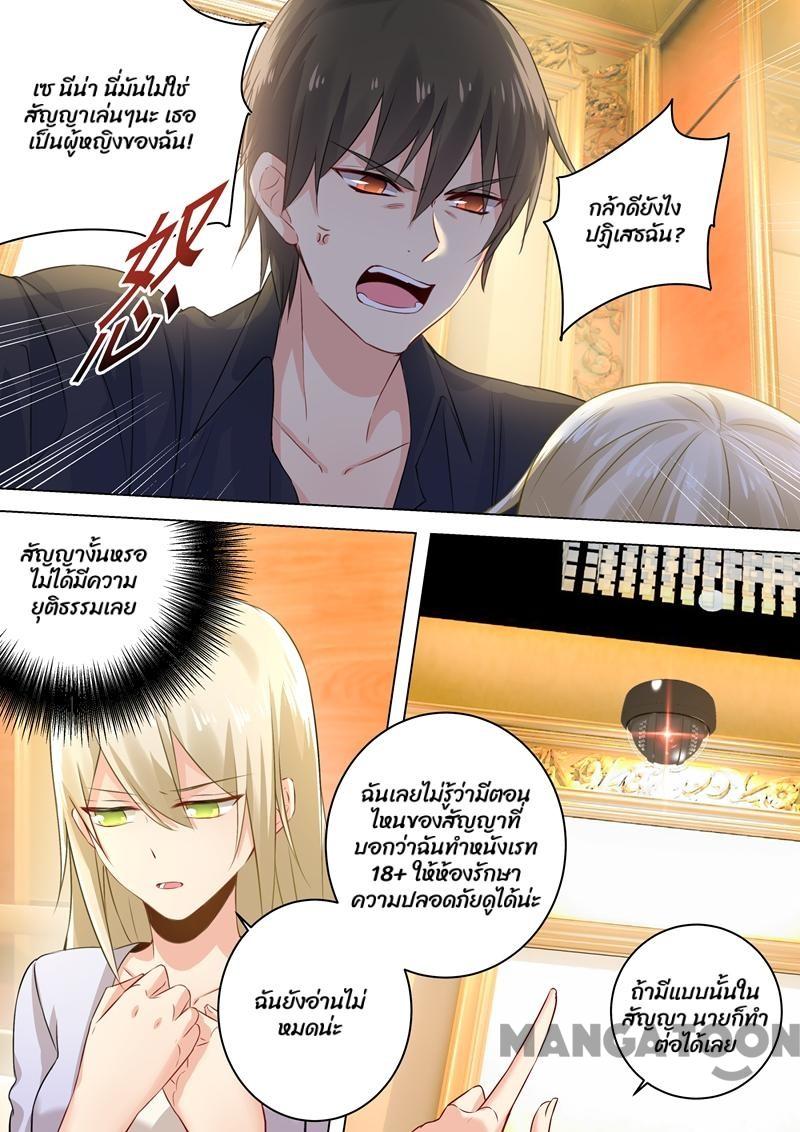 เซ นีน่า นี่มันไม่ใช่
สัญญาเล่นๆนะ เธอ
เป็นผู้หญิงของฉัน!
กล้าดียังไง
ปฏิเสธฉัน?
怒
สัญญางั้นหรอ
ไม่ได้มีความ
ยุติธรรมเลย
ฉันเลยไม่รู้ว่ามีตอน
ไหนของสัญญาที่
บอกว่าฉันทำหนังเรท
18+ ให้ห้องรักษา
ความปลอดภัยดูได้น่ะ
ฉันยังอ่านไม่
หมดน่ะ
ถ้ามีแบบนั้นใน
สัญญา นายก็ทำ
ต่อได้เลย
MANGATOON